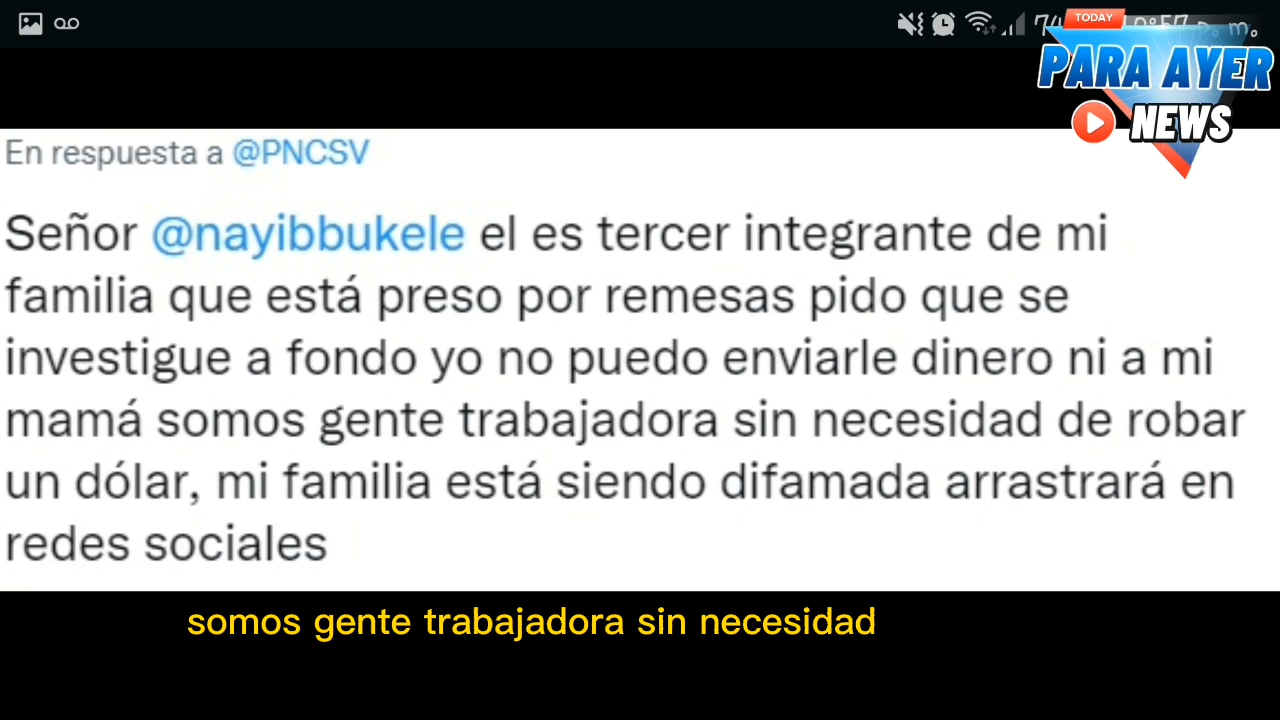 TODAY
PARA AYER
NEWS
En respuesta a @PNCSV
Señor @nayibbukele el es tercer integrante de mi
familia que está preso por remesas pido que se
investigue a fondo yo no puedo enviarle dinero ni a mi
mamá somos gente trabajadora sin necesidad de robar
un dólar, mi familia está siendo difamada arrastrará en
redes sociales
somos gente trabajadora sin necesidad